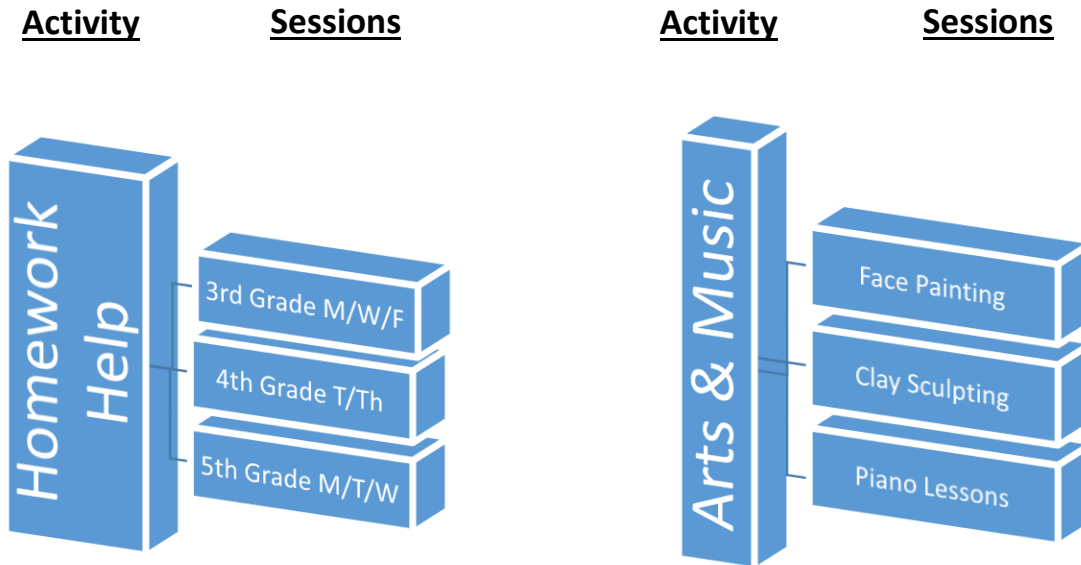 Activity
Sessions
Homework
Help
3rd Grade M/W/F
4th Grade T/Th
5th Grade M/T/W
Activity
Sessions
Arts & Music
Face Painting
Clay Sculpting
Piano Lessons